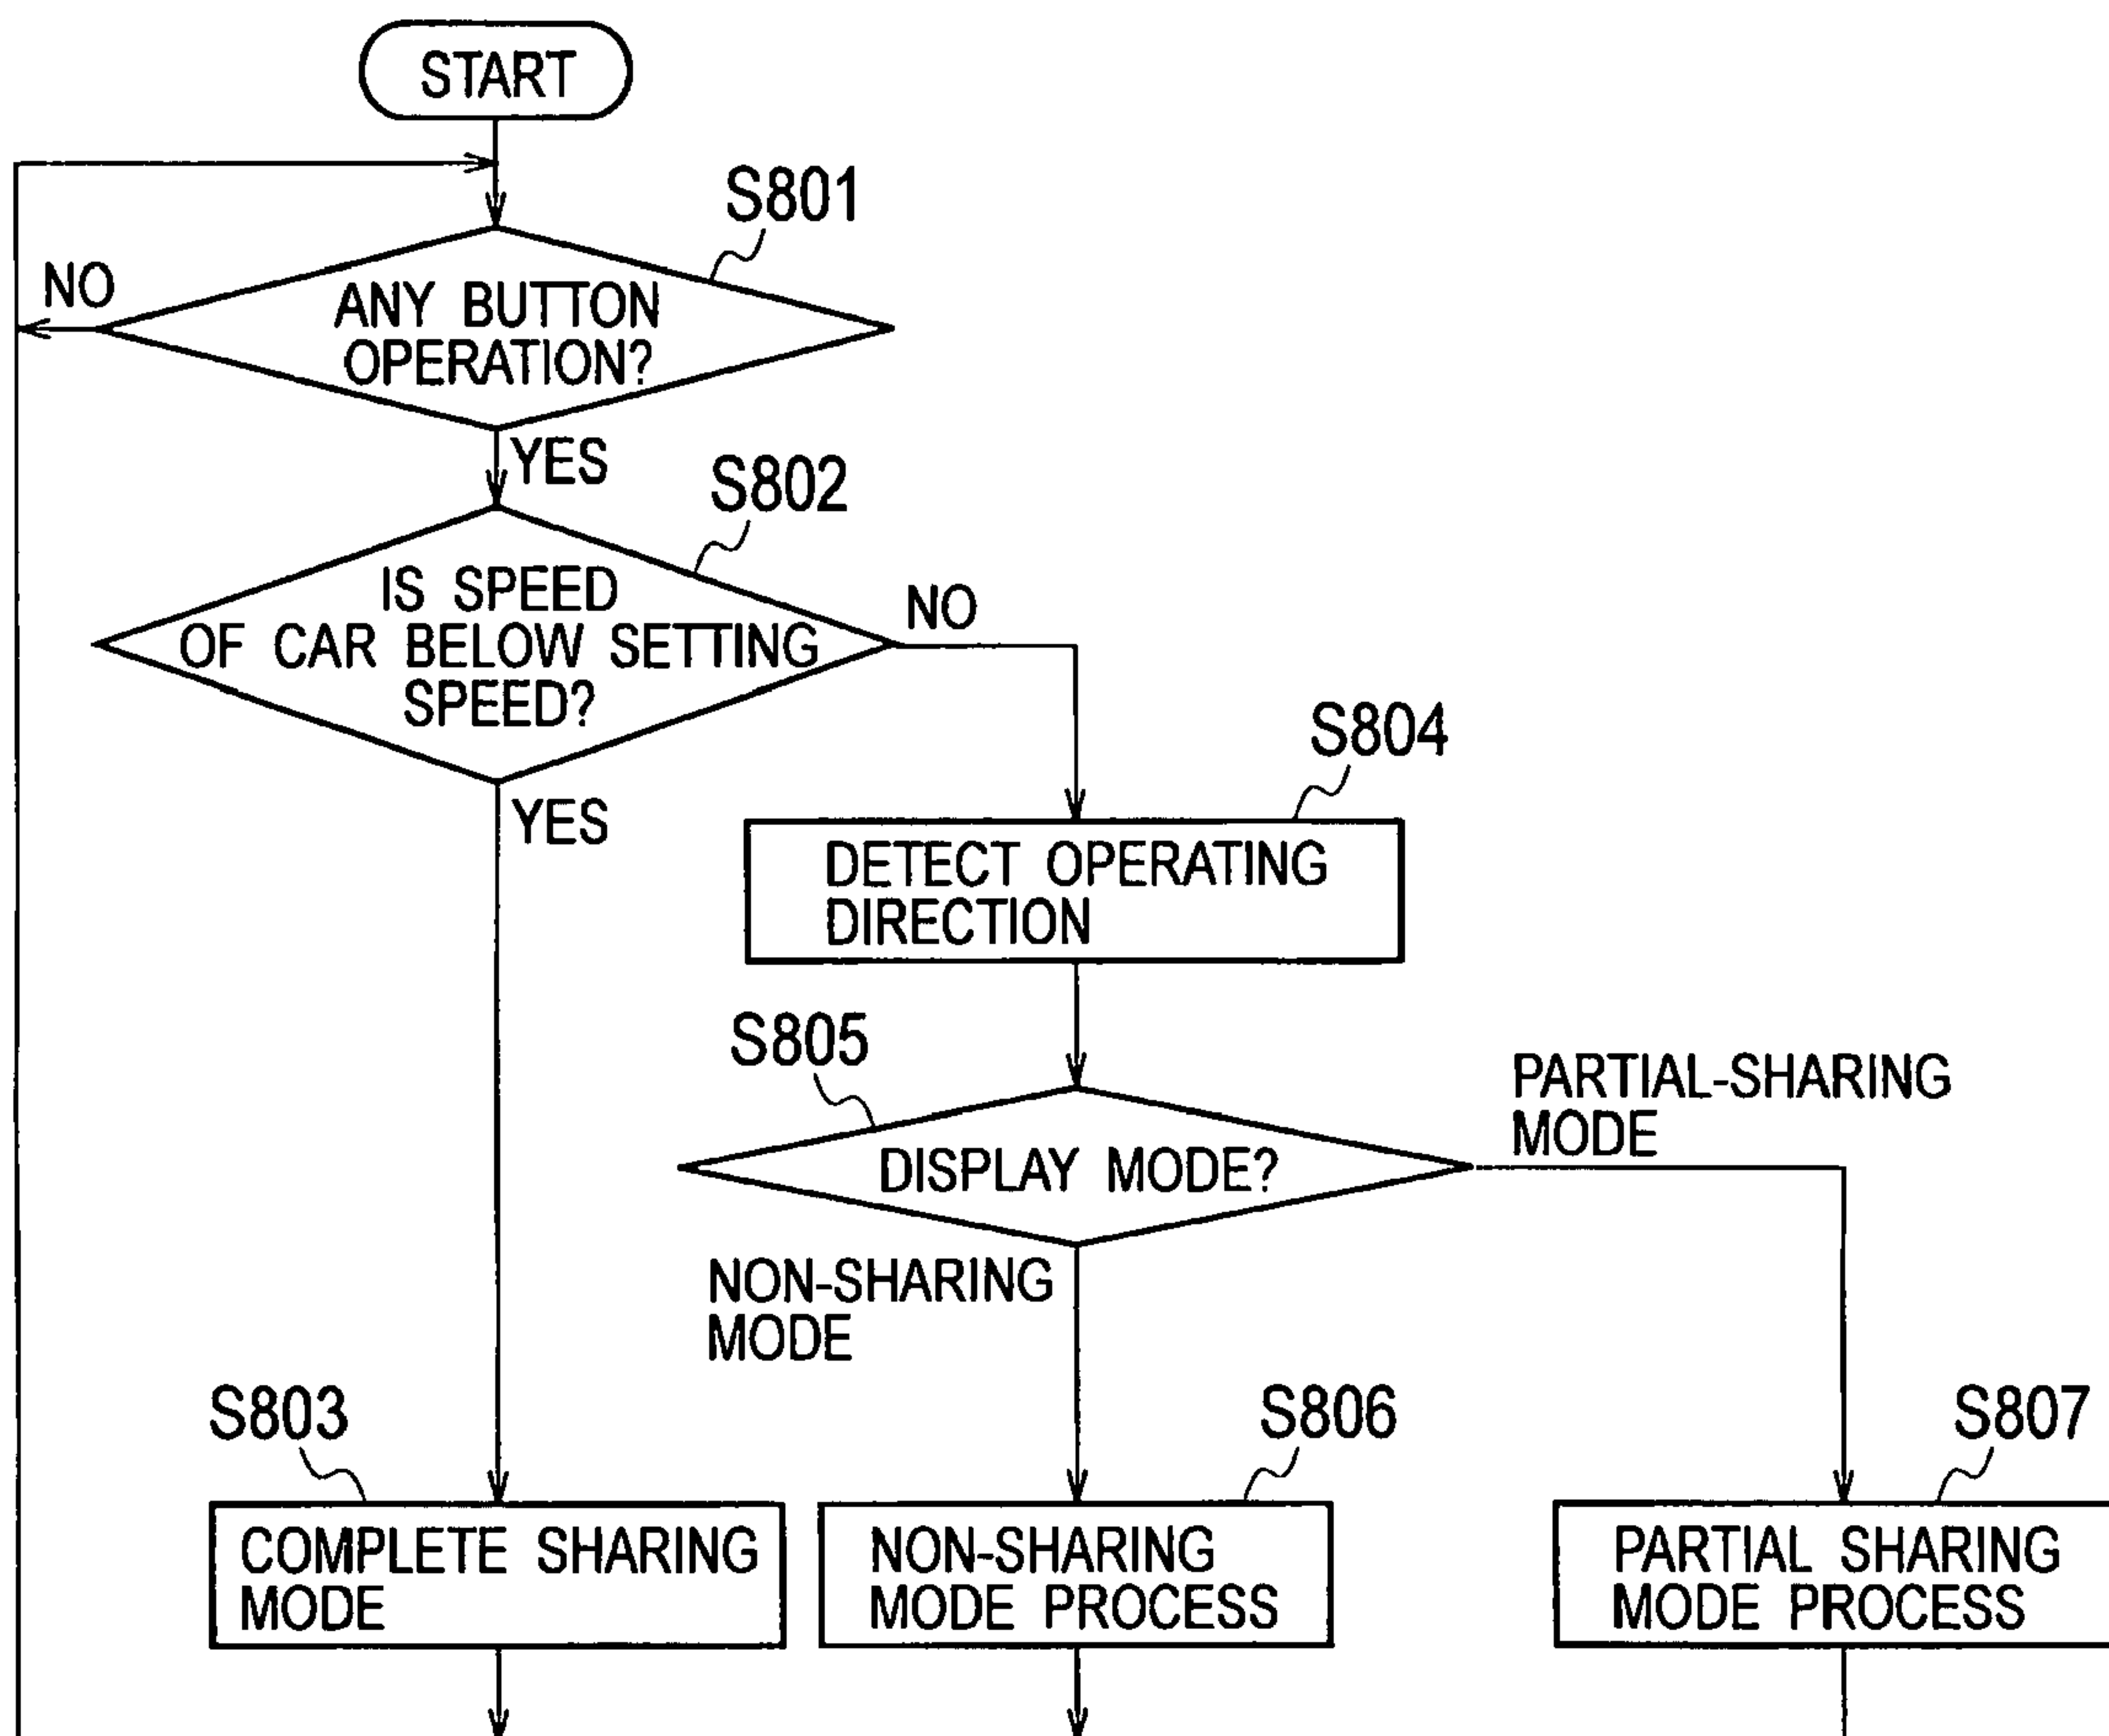 START
S801
NO
ANY BUTTON
OPERATION?
YES
S802
IS SPEED
OF CAR BELOW SETTING
SPEED?
NO
YES
S804
DETECT OPERATING
DIRECTION
S805
DISPLAY MODE?
PARTIAL-SHARING
MODE
NON-SHARING
MODE
S803
COMPLETE SHARING
MODE
S806
NON-SHARING
MODE PROCESS
S807
PARTIAL SHARING
MODE PROCESS